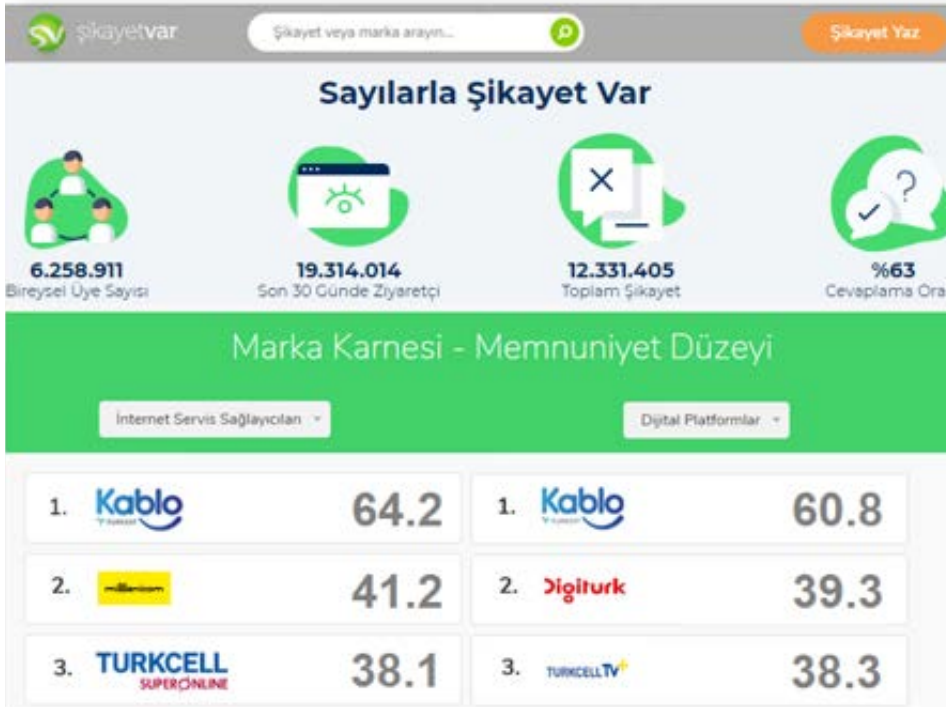 SV şikayetvar
Şikayet veya marka arayın...
Şikayet Yaz
Sayılarla Şikayet Var
6.258.911
Bireysel Üye Sayısı
19.314.014
Son 30 Günde Ziyaretçi
12.331.405
Toplam Şikayet
%63
Cevaplama Ora
Marka Karnesi - Memnuniyet Düzeyi
İnternet Servis Sağlayıcıları
Dijital Platformlar
1. Kablo 64.2
2. millenicom 41.2
3. TURKCELL SUPERONLINE 38.1
1. Kablo 60.8
2. Digiturk 39.3
3. TURKCELL TV+ 38.3